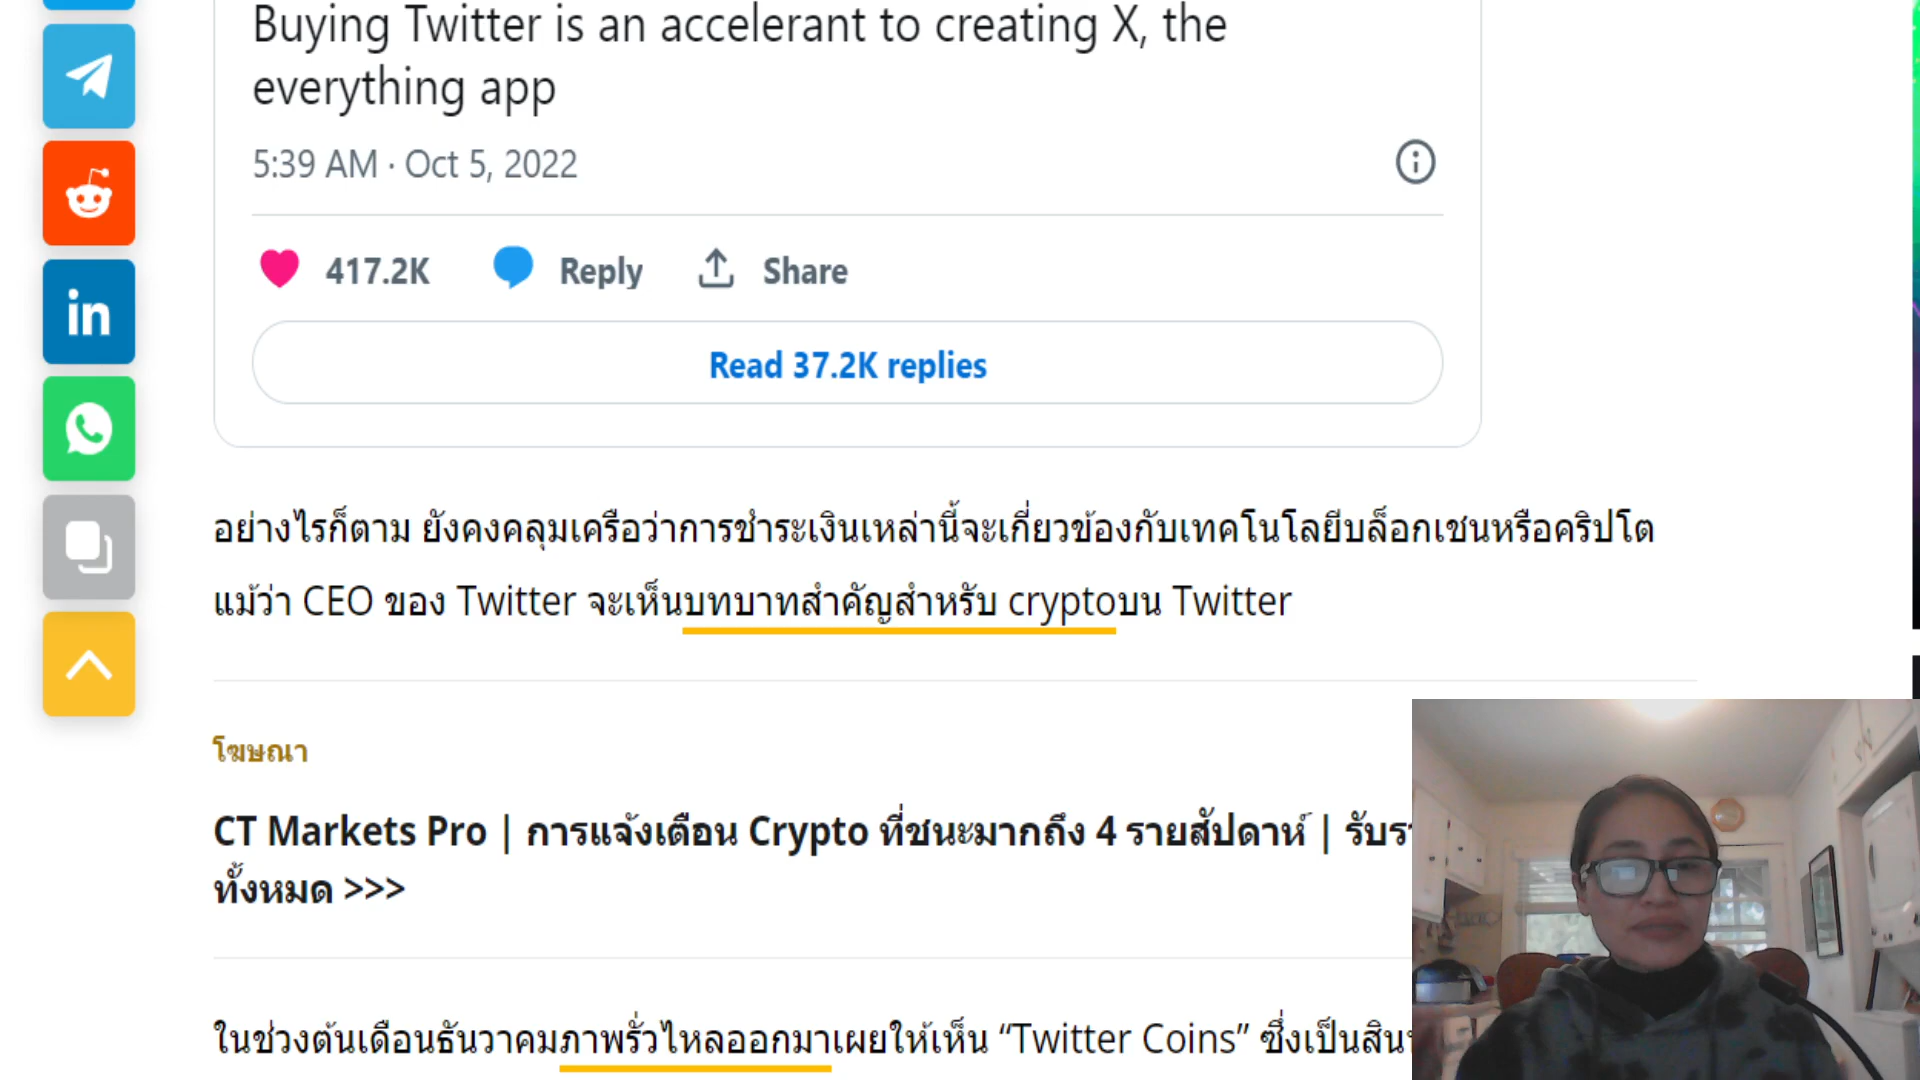 Buying Twitter is an accelerant to creating X, the
everything app
5:39 AM · Oct 5, 2022
417.2K Reply Share
Read 37.2K replies
อย่างไรก็ตาม ยังคงคลุมเครือว่าการชำระเงินเหล่านี้จะเกี่ยวข้องกับเทคโนโลยีบล็อกเชนหรือคริปโต
แม้ว่า CEO ของ Twitter จะเห็นบทบาทสำคัญสำหรับ cryptoบน Twitter
โฆษณา
CT Markets Pro | การแจ้งเตือน Crypto ที่ชนะมากถึง 4 รายสัปดาห์ |
ทั้งหมด >>>
ในช่วงต้นเดือนธันวาคมภาพรั่วไหลออกมาเผยให้เห็น “Twitter Coins”
in